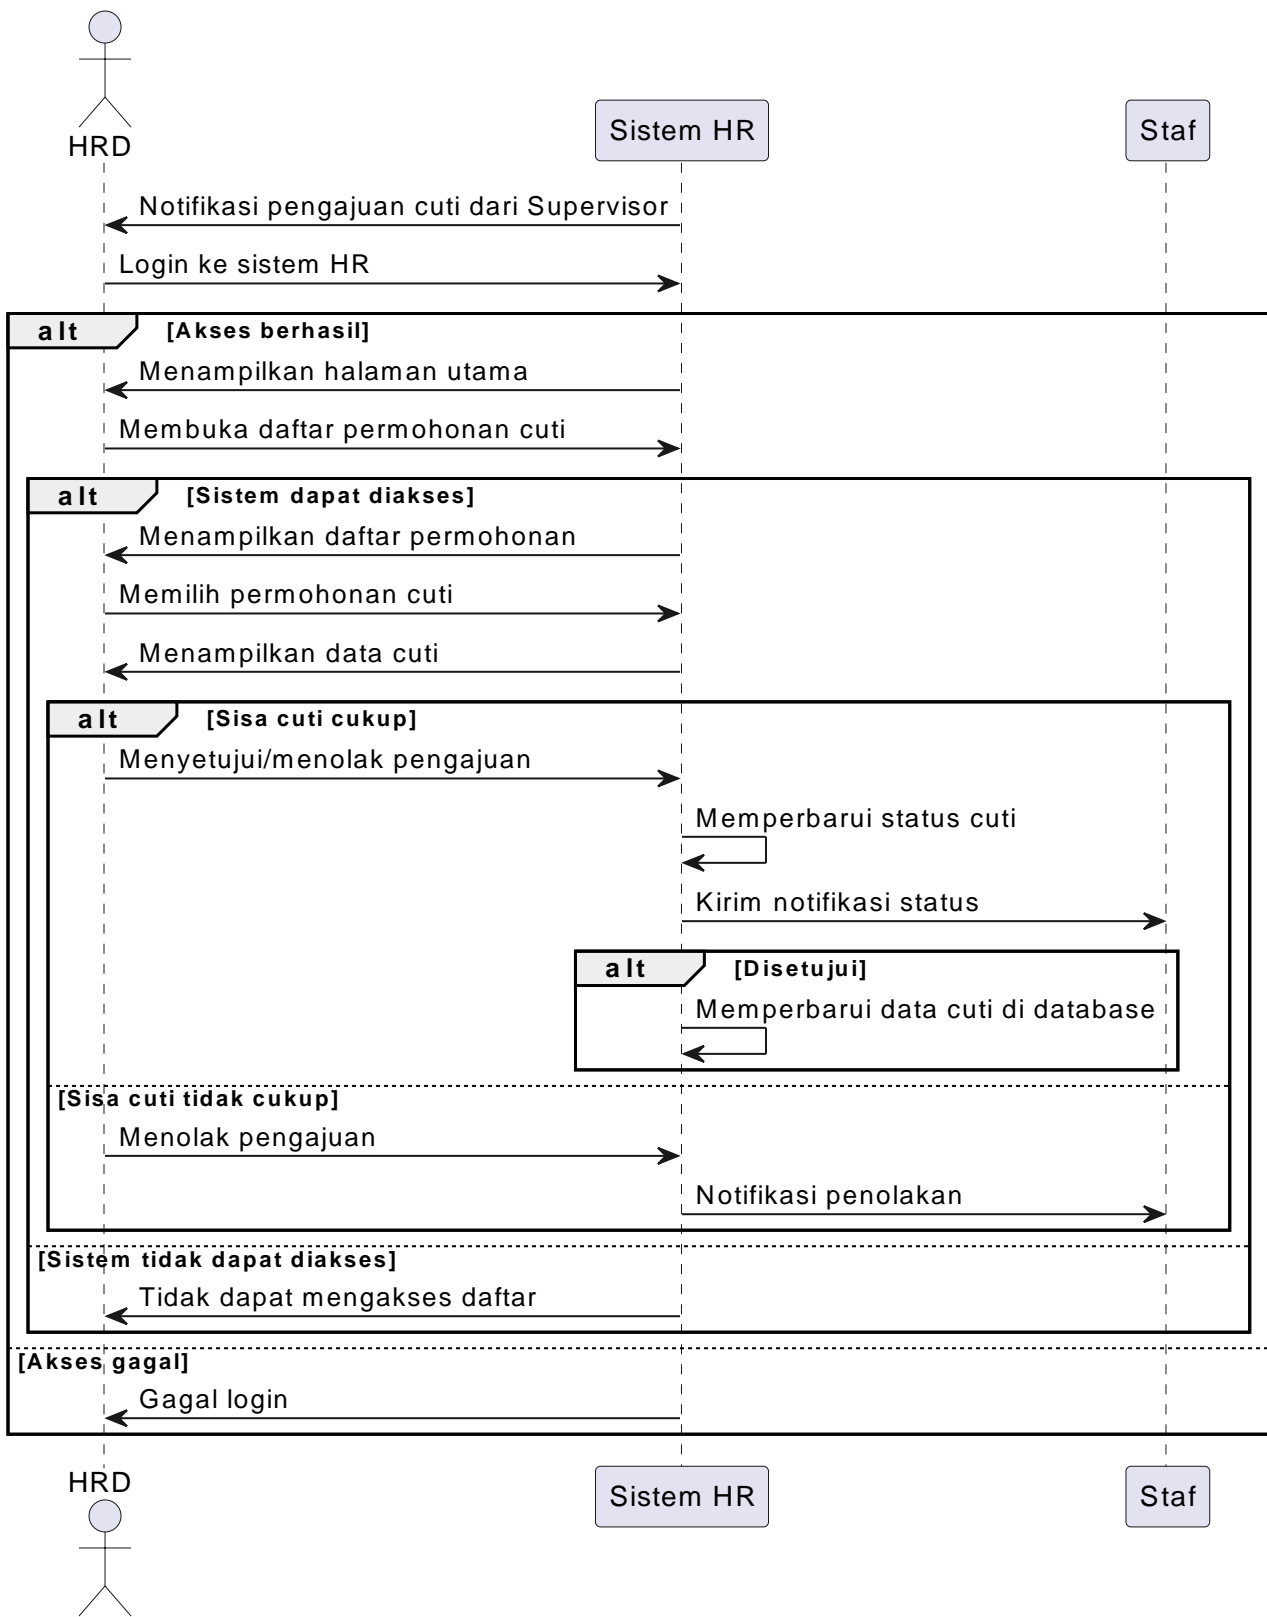 HRD
Sistem HR
Staf
Notifikasi pengajuan cuti dari Supervisor
Login ke sistem HR
alt
[Akses berhasil]
Menampilkan halaman utama
Membuka daftar permohonan cuti
alt
[Sistem dapat diakses]
Menampilkan daftar permohonan
Memilih permohonan cuti
Menampilkan data cuti
alt
[Sisa cuti cukup]
Menyetujui/menolak pengajuan
Memperbarui status cuti
Kirim notifikasi status
alt
[Disetujui]
Memperbarui data cuti di database
[Sisa cuti tidak cukup]
Menolak pengajuan
Notifikasi penolakan
[Sistem tidak dapat diakses]
Tidak dapat mengakses daftar
[Akses gagal]
Gagal login
HRD
Sistem HR
Staf